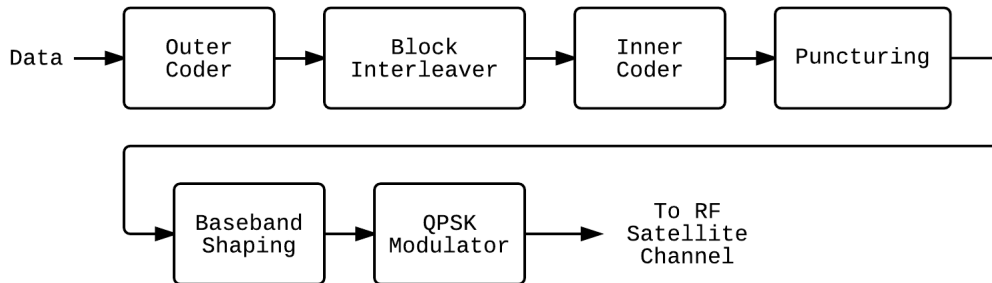 Data
Outer
Coder
Block
Interleaver
Inner
Coder
Puncturing
Baseband
Shaping
QPSK
Modulator
To RF
Satellite
Channel